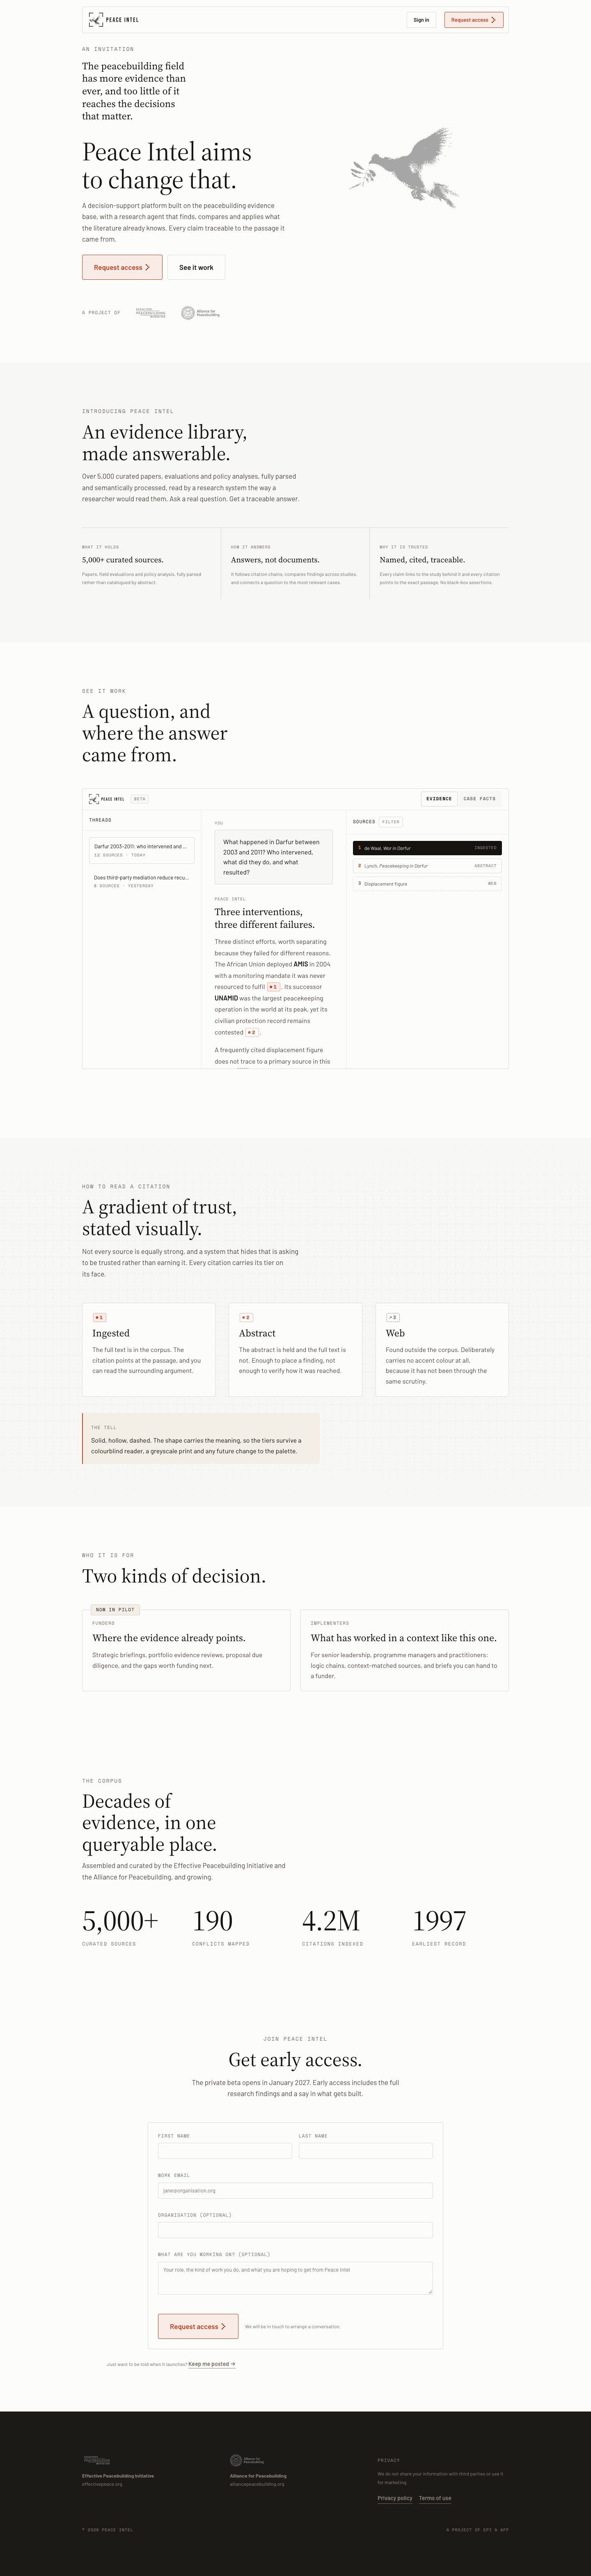 PEACE INTEL
Sign in
Request access
AN INVITATION
The peacebuilding field
has more evidence than
ever, and too little of it
reaches the decisions
that matter.
Peace Intel aims
to change that.
A decision-support platform built on the peacebuilding evidence
base, with a research agent that finds, compares and applies what
the literature already knows. Every claim traceable to the passage it
came from.
Request access
See it work
A PROJECT OF
Alliance for
Peacebuilding
INTRODUCING PEACE INTEL
An evidence library,
made answerable.
Over 5,000 curated papers, evaluations and policy analyses, fully parsed
and semantically processed, read by a research system the way a
researcher would read them. Ask a real question. Get a traceable answer.
WHAT IT HOLDS
5,000+ curated sources.
Papers, field evaluations and policy analysis, fully parsed
rather than catalogued by abstract.
HOW IT ANSWERS
Answers, not documents.
It follows citation chains, compares findings across studies,
and connects a question to the most relevant cases.
WHY IT IS TRUSTED
Named, cited, traceable.
Every claim links to the study behind it and every citation
points to the exact passage. No black-box assertions.
SEE IT WORK
A question, and
where the answer
came from.
PEACE INTEL
BETA
EVIDENCE
CASE FACTS
THREADS
Darfur 2003–2011: who intervened and ...
12 SOURCES · TODAY
Does third-party mediation reduce recu...
8 SOURCES · YESTERDAY
YOU
What happened in Darfur between
2003 and 2011? Who intervened,
what did they do, and what
resulted?
PEACE INTEL
Three interventions,
three different failures.
Three distinct efforts, worth separating
because they failed for different reasons.
The African Union deployed AMIS in 2004
with a monitoring mandate it was never
resourced to fulfil 1. Its successor
UNAMID was the largest peacekeeping
operation in the world at its peak, yet its
civilian protection record remains
contested 2.
A frequently cited displacement figure
does not trace to a primary source in this
SOURCES
FILTER
1 de Waal, War in Darfur INGESTED
2 Lynch, Peacekeeping in Darfur ABSTRACT
3 Displacement figure WEB
HOW TO READ A CITATION
A gradient of trust,
stated visually.
Not every source is equally strong, and a system that hides that is asking
to be trusted rather than earning it. Every citation carries its tier on
its face.
1
Ingested
The full text is in the corpus. The
citation points at the passage, and you
can read the surrounding argument.
2
Abstract
The abstract is held and the full text is
not. Enough to place a finding, not
enough to verify how it was reached.
↗3
Web
Found outside the corpus. Deliberately
carries no accent colour at all,
because it has not been through the
same scrutiny.
THE TELL
Solid, hollow, dashed. The shape carries the meaning, so the tiers survive a
colourblind reader, a greyscale print and any future change to the palette.
WHO IT IS FOR
Two kinds of decision.
NOW IN PILOT
FUNDERS
Where the evidence already points.
Strategic briefings, portfolio evidence reviews, proposal due
diligence, and the gaps worth funding next.
IMPLEMENTERS
What has worked in a context like this one.
For senior leadership, programme managers and practitioners:
logic chains, context-matched sources, and briefs you can hand to
a funder.
THE CORPUS
Decades of
evidence, in one
queryable place.
Assembled and curated by the Effective Peacebuilding Initiative and
the Alliance for Peacebuilding, and growing.
5,000+
CURATED SOURCES
190
CONFLICTS MAPPED
4.2M
CITATIONS INDEXED
1997
EARLIEST RECORD
JOIN PEACE INTEL
Get early access.
The private beta opens in January 2027. Early access includes the full
research findings and a say in what gets built.
FIRST NAME
LAST NAME
WORK EMAIL
jane@organisation.org
ORGANISATION (OPTIONAL)
WHAT ARE YOU WORKING ON? (OPTIONAL)
Your role, the kind of work you do, and what you are hoping to get from Peace Intel
Request access
We will be in touch to arrange a conversation.
Just want to be told when it launches? Keep me posted →
Effective Peacebuilding Initiative
effectivepeace.org
Alliance for
Peacebuilding
Alliance for Peacebuilding
allianceforpeacebuilding.org
PRIVACY
We do not share your information with third parties or use it
for marketing.
Privacy policy
Terms of use
PEACE INTEL
A PROJECT OF EPI & AFP